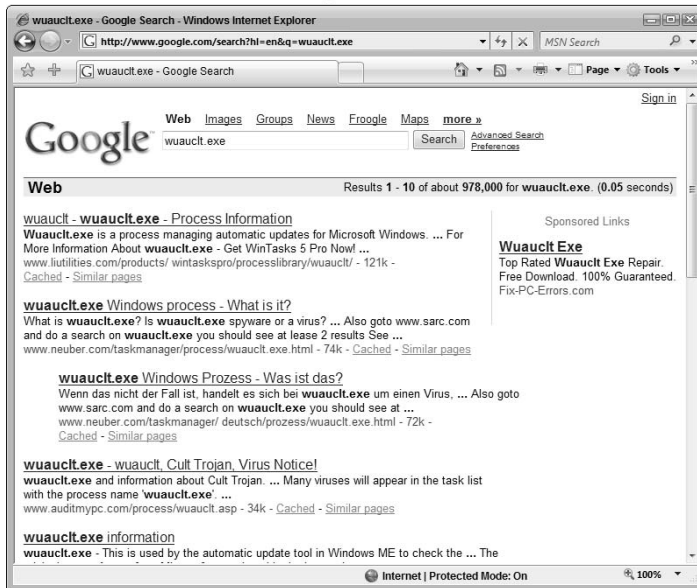 wuauclt.exe - Google Search - Windows Internet Explorer
http://www.google.com/search?hl=en&q=wuauclt.exe
MSN Search
wuauclt.exe - Google Search
Page
Tools
Sign in
Google™
Web Images Groups News Froogle Maps more »
wuauclt.exe
Search
Advanced Search
Preferences
Web
Results 1 - 10 of about 978,000 for wuauclt.exe. (0.05 seconds)
wuauclt - wuauclt.exe - Process Information
Wuauclt.exe is a process managing automatic updates for Microsoft Windows. ... For
More Information About wuauclt.exe - Get WinTasks 5 Pro Now! ...
www.liutilities.com/products/ wintaskspro/processlibrary/wuauclt/ - 121k -
Cached - Similar pages
Sponsored Links
Wuauclt Exe
Top Rated Wuauclt Exe Repair.
Free Download. 100% Guaranteed.
Fix-PC-Errors.com
wuauclt.exe Windows process - What is it?
What is wuauclt.exe? Is wuauclt.exe spyware or a virus? ... Also goto www.sarc.com
and do a search on wuauclt.exe you should see at lease 2 results See ...
www.neuber.com/taskmanager/process/wuauclt.exe.html - 74k - Cached - Similar pages
wuauclt.exe Windows Prozess - Was ist das?
Wenn das nicht der Fall ist, handelt es sich bei wuauclt.exe um einen Virus, ... Also goto
www.sarc.com and do a search on wuauclt.exe you should see at ...
www.neuber.com/taskmanager/ deutsch/prozess/wuauclt.exe.html - 72k -
Cached - Similar pages
wuauclt.exe - wuauclt, Cult Trojan, Virus Notice!
wuauclt.exe and information about Cult Trojan. ... Many viruses will appear in the task list
with the process name 'wuauclt.exe'. ...
www.auditmypc.com/process/wuauclt.asp - 34k - Cached - Similar pages
wuauclt.exe information
wuauclt.exe - This is used by the automatic update tool in Windows ME to check the ... The
Internet | Protected Mode: On
100%